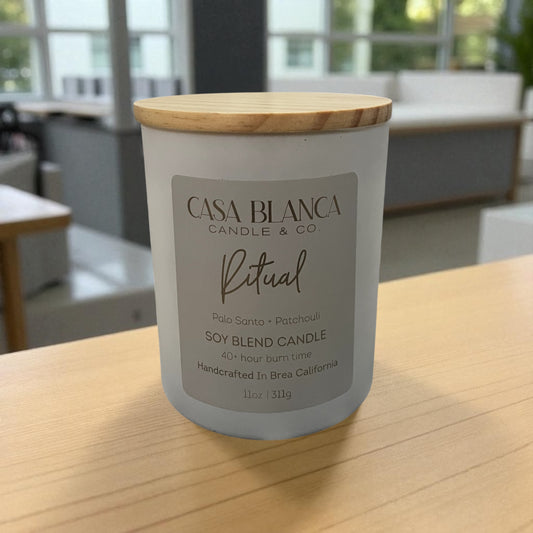 CASA BLANCA
CANDLE & CO.
Ritual
Palo Santo • Patchouli
SOY BLEND CANDLE
40+ hour burn time
Handcrafted In Brea California
11oz | 311g